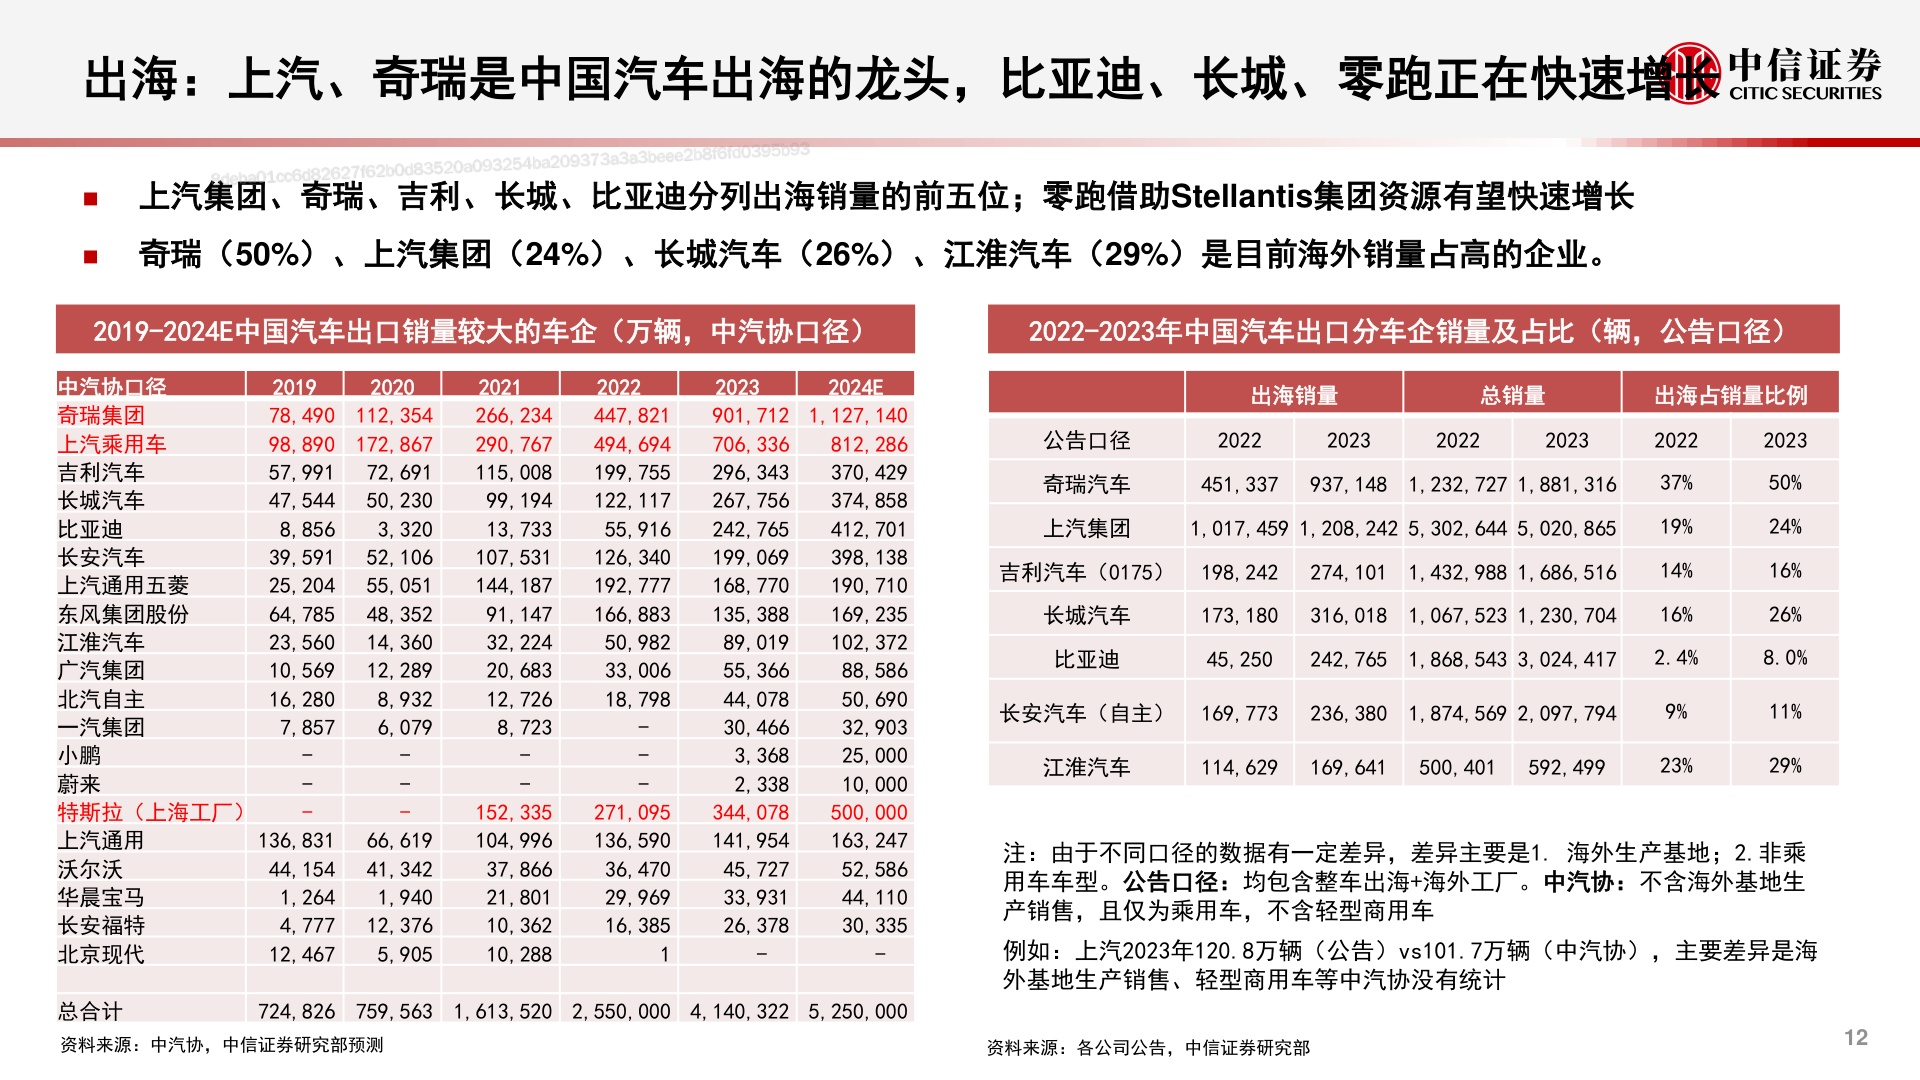 出海：上汽、奇瑞是中国汽车出海的龙头，比亚迪、长城、零跑正在快速增长
中信证券
CITIC SECURITIES
8deba01cc6d82627f62b0d83520a093254ba209373a3a3beee2b8f6fd0395b93
■ 上汽集团、奇瑞、吉利、长城、比亚迪分列出海销量的前五位；零跑借助Stellantis集团资源有望快速增长
■ 奇瑞（50%）、上汽集团（24%）、长城汽车（26%）、江淮汽车（29%）是目前海外销量占高的企业。
2019-2024E中国汽车出口销量较大的车企（万辆，中汽协口径）
中汽协口径 2019 2020 2021 2022 2023 2024E
奇瑞集团 78,490 112,354 266,234 447,821 901,712 1,127,140
上汽乘用车 98,890 172,867 290,767 494,694 706,336 812,286
吉利汽车 57,991 72,691 115,008 199,755 296,343 370,429
长城汽车 47,544 50,230 99,194 122,117 267,756 374,858
比亚迪 8,856 3,320 13,733 55,916 242,765 412,701
长安汽车 39,591 52,106 107,531 126,340 199,069 398,138
上汽通用五菱 25,204 55,051 144,187 192,777 168,770 190,710
东风集团股份 64,785 48,352 91,147 166,883 135,388 169,235
江淮汽车 23,560 14,360 32,224 50,982 89,019 102,372
广汽集团 10,569 12,289 20,683 33,006 55,366 88,586
北汽自主 16,280 8,932 12,726 18,798 44,078 50,690
一汽集团 7,857 6,079 8,723 - 30,466 32,903
小鹏 - - - - 3,368 25,000
蔚来 - - - - 2,338 10,000
特斯拉（上海工厂） - - 152,335 271,095 344,078 500,000
上汽通用 136,831 66,619 104,996 136,590 141,954 163,247
沃尔沃 44,154 41,342 37,866 36,470 45,727 52,586
华晨宝马 1,264 1,940 21,801 29,969 33,931 44,110
长安福特 4,777 12,376 10,362 16,385 26,378 30,335
北京现代 12,467 5,905 10,288 1 - -
总合计 724,826 759,563 1,613,520 2,550,000 4,140,322 5,250,000
资料来源：中汽协，中信证券研究部预测
2022-2023年中国汽车出口分车企销量及占比（辆，公告口径）
出海销量 总销量 出海占销量比例
公告口径 2022 2023 2022 2023 2022 2023
奇瑞汽车 451,337 937,148 1,232,727 1,881,316 37% 50%
上汽集团 1,017,459 1,208,242 5,302,644 5,020,865 19% 24%
吉利汽车（0175） 198,242 274,101 1,432,988 1,686,516 14% 16%
长城汽车 173,180 316,018 1,067,523 1,230,704 16% 26%
比亚迪 45,250 242,765 1,868,543 3,024,417 2.4% 8.0%
长安汽车（自主） 169,773 236,380 1,874,569 2,097,794 9% 11%
江淮汽车 114,629 169,641 500,401 592,499 23% 29%
注：由于不同口径的数据有一定差异，差异主要是1. 海外生产基地；2.非乘
用车车型。公告口径：均包含整车出海+海外工厂。中汽协：不含海外基地生
产销售，且仅为乘用车，不含轻型商用车
例如：上汽2023年120.8万辆（公告）vs101.7万辆（中汽协），主要差异是海
外基地生产销售、轻型商用车等中汽协没有统计
资料来源：各公司公告，中信证券研究部
12